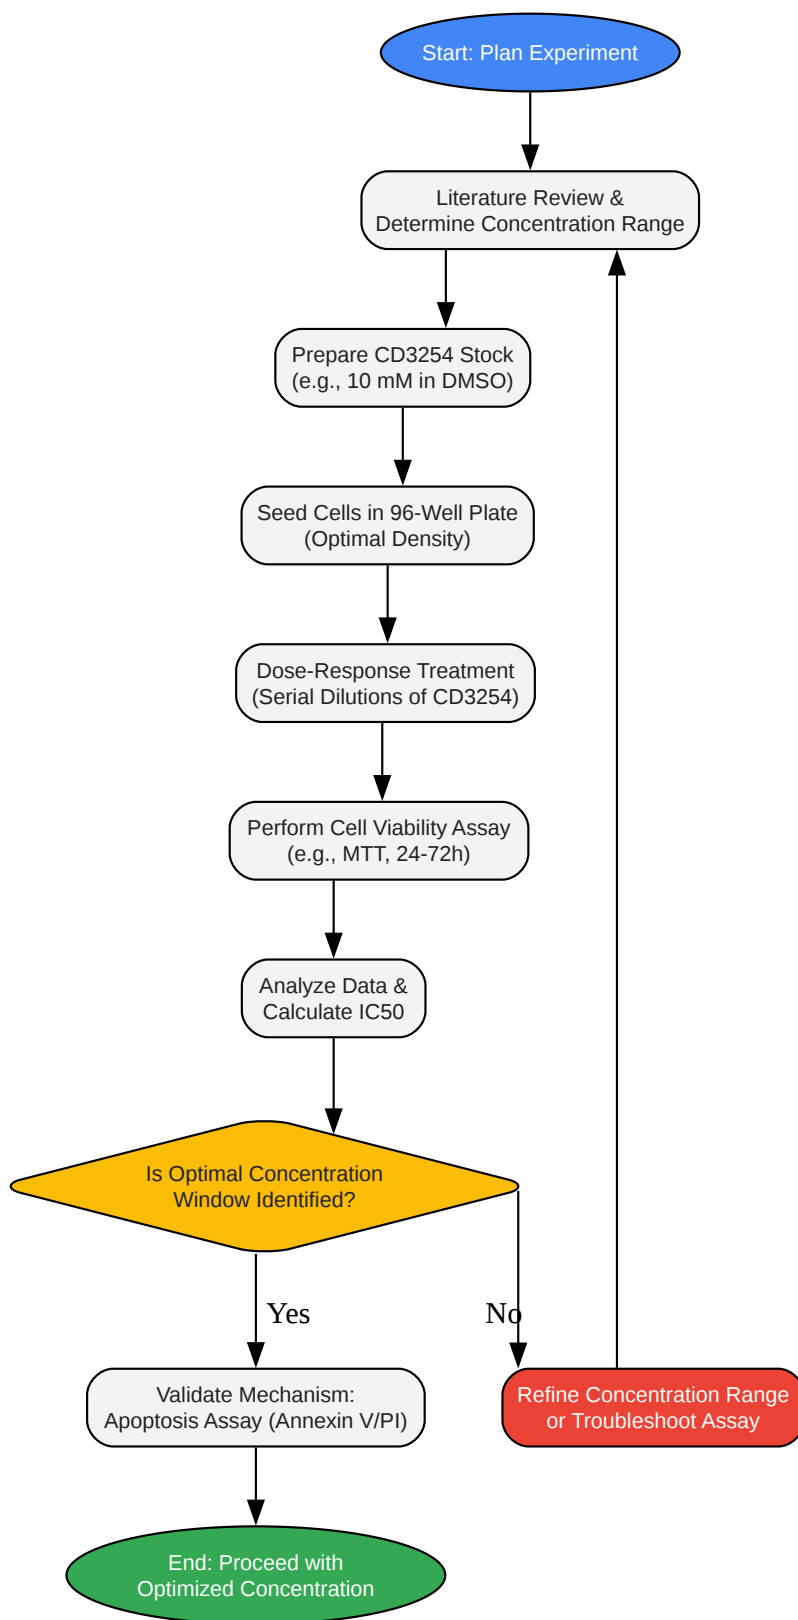 Start: Plan Experiment
Literature Review &
Determine Concentration Range
Prepare CD3254 Stock
(e.g., 10 mM in DMSO)
Seed Cells in 96-Well Plate
(Optimal Density)
Dose-Response Treatment
(Serial Dilutions of CD3254)
Perform Cell Viability Assay
(e.g., MTT, 24-72h)
Analyze Data &
Calculate IC50
Is Optimal Concentration
Window Identified?
Yes
No
Validate Mechanism:
Apoptosis Assay (Annexin V/PI)
Refine Concentration Range
or Troubleshoot Assay
End: Proceed with
Optimized Concentration